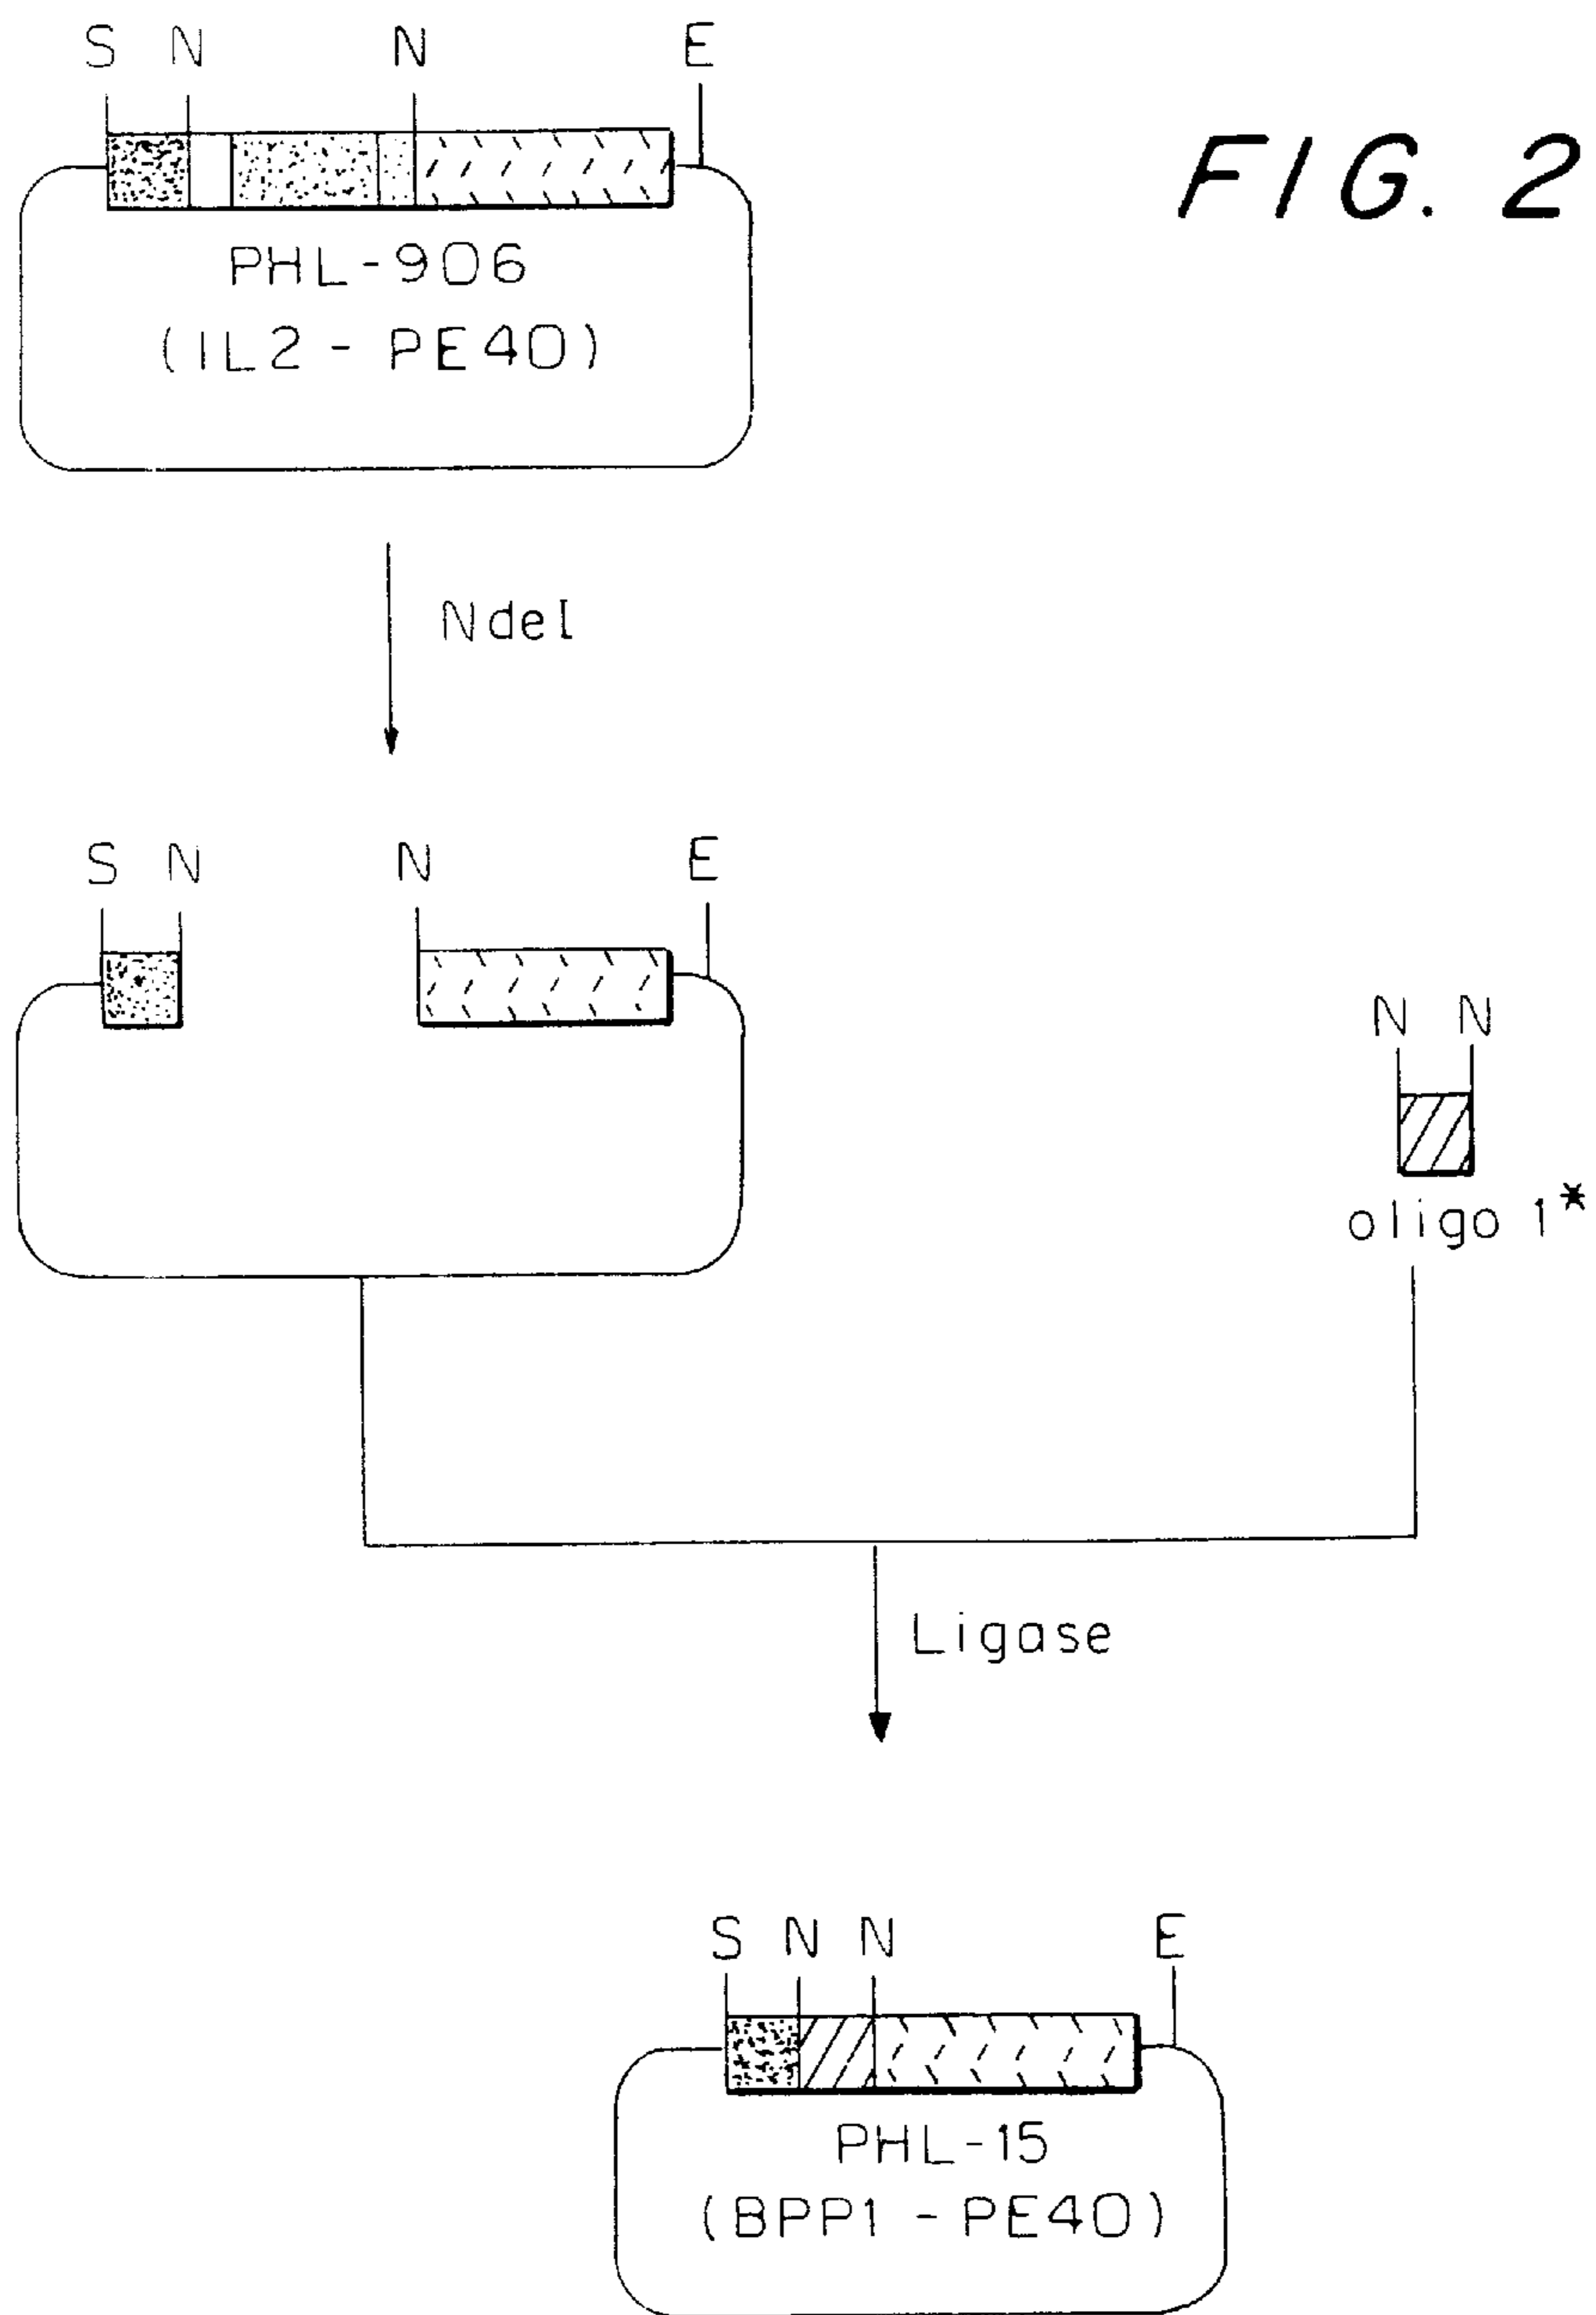 S N N E
FIG. 2
PHL-906
(IL2 - PE40)
NdeI
S N N E
N N
oligo 1*
Ligase
S N N E
PHL-15
(BPP1 - PE40)